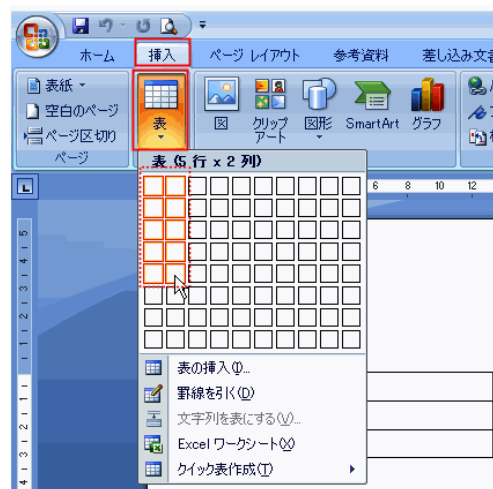 ホーム 挿入 ページ レイアウト 参考資料 差し込み文書
表紙
空白のページ
ページ区切り
ページ
表
図
クリップ
アート
図形
SmartArt
グラフ
表 (5 行 x 2 列)
6 8 10 12
表の挿入(I)...
罫線を引く(D)
文字列を表にする(V)...
Excel ワークシート(X)
クイック表作成(T)